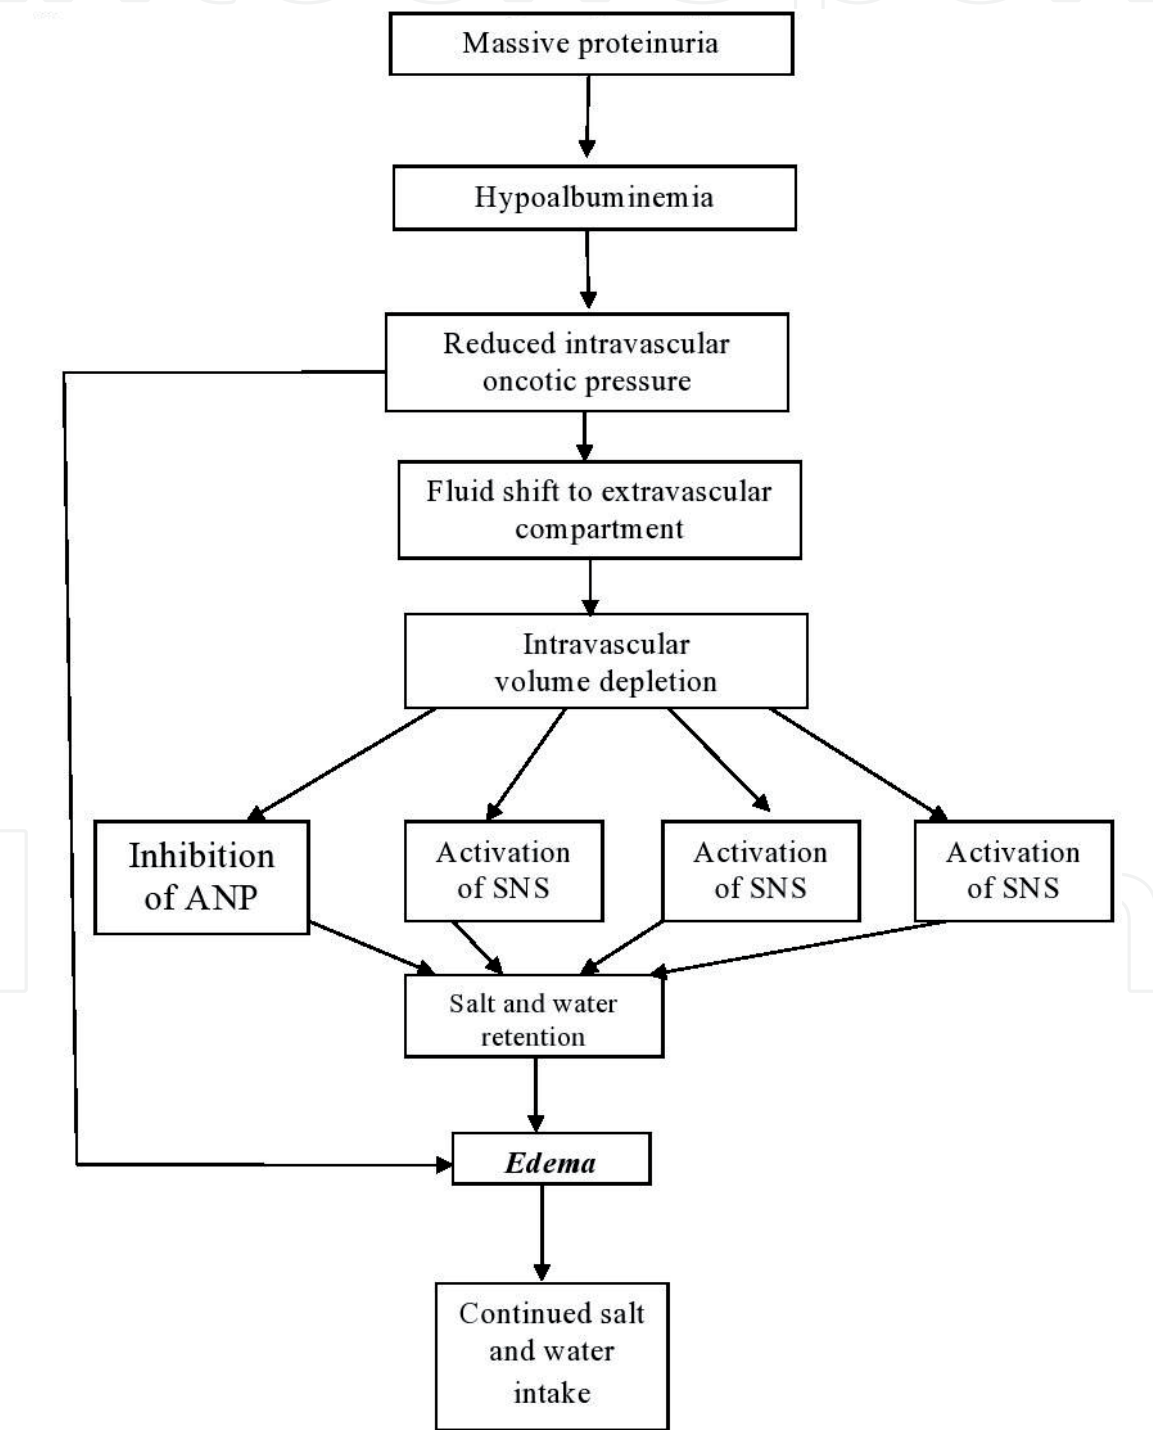 Massive proteinuria
Hypoalbuminemia
Reduced intravascular
oncotic pressure
Fluid shift to extravascular
compartment
Intravascular
volume depletion
Inhibition
of ANP
Activation
of SNS
Activation
of SNS
Activation
of SNS
Salt and water
retention
Edema
Continued salt
and water
intake